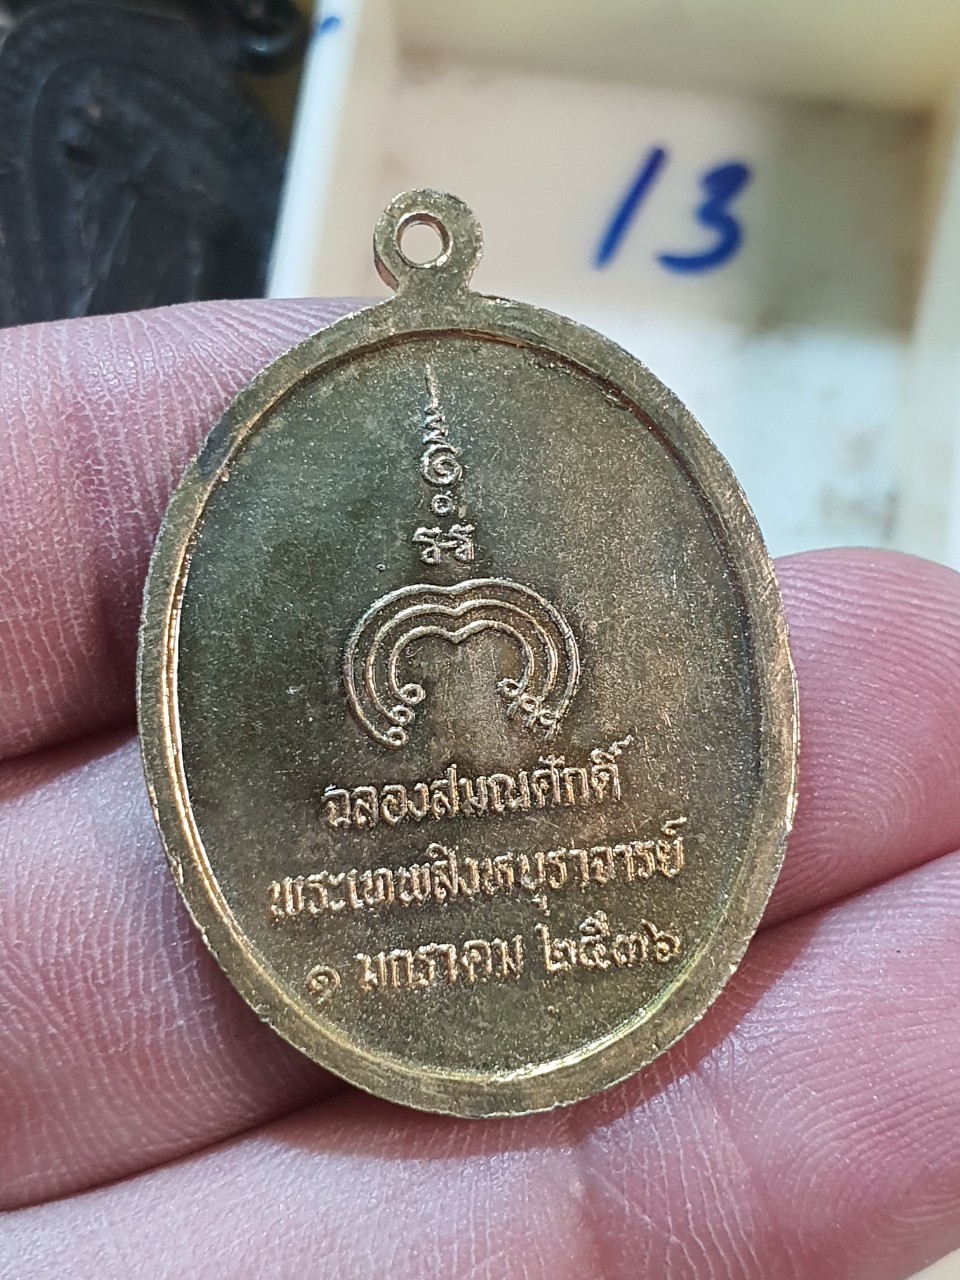 13
ฉลองสมณศักดิ์
พระเทพสิงหบุราจารย์
๑ มกราคม ๒๕๓๖